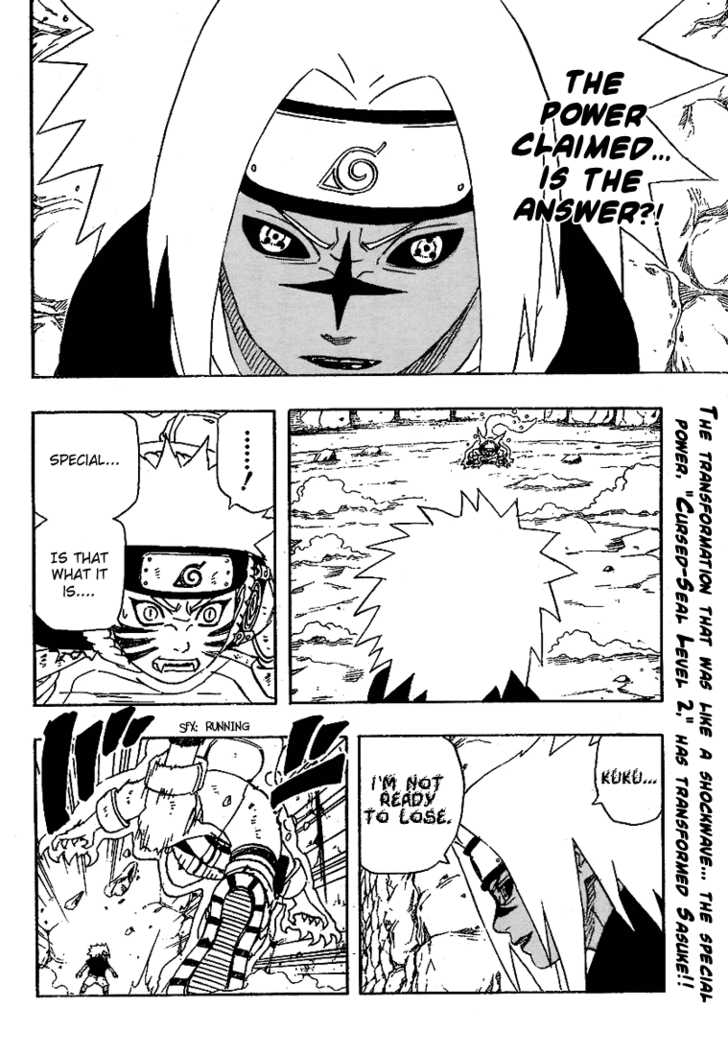 THE
POWER
CLAIMED...
IS THE
ANSWER?!
THE TRANSFORMATION THAT WAS LIKE A SHOCKWAVE... THE SPECIAL
POWER, "CURSED-SEAL LEVEL 2," HAS TRANSFORMED SASUKE!!
......!
SPECIAL...
IS THAT
WHAT IT
IS....
KUKU...
I'M NOT
READY
TO LOSE.
SFX: RUNNING